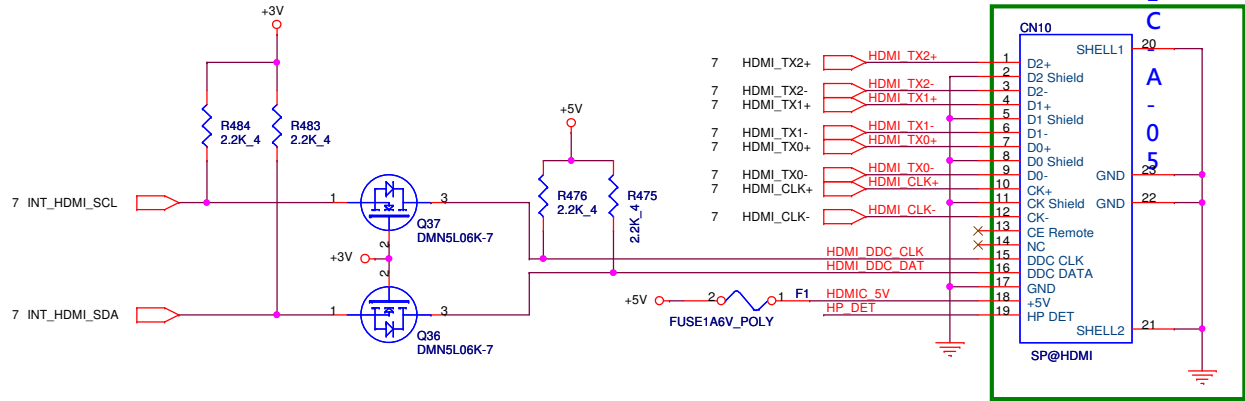 +3V
C
A
-
0
5
CN10
SHELL1 20
7 HDMI_TX2+ HDMI_TX2+ 1 D2+
2 D2 Shield
7 HDMI_TX2- HDMI_TX2- 3 D2-
7 HDMI_TX1+ HDMI_TX1+ 4 D1+
5 D1 Shield
7 HDMI_TX1- HDMI_TX1- 6 D1-
7 HDMI_TX0+ HDMI_TX0+ 7 D0+
8 D0 Shield
7 HDMI_TX0- HDMI_TX0- 9 D0-
GND 23
7 HDMI_CLK+ HDMI_CLK+ 10 CK+
11 CK Shield
GND 22
7 HDMI_CLK- HDMI_CLK- 12 CK-
13 CE Remote
14 NC
HDMI_DDC_CLK 15 DDC CLK
HDMI_DDC_DAT 16 DDC DATA
17 GND
HDMIC_5V 18 +5V
HP_DET 19 HP DET
SHELL2 21
SP@HDMI
R484
2.2K_4
R483
2.2K_4
+5V
R476
2.2K_4
R475
2.2K_4
7 INT_HDMI_SCL
1
3
Q37
DMN5L06K-7
2
+3V
2
7 INT_HDMI_SDA
1
3
Q36
DMN5L06K-7
+5V
2
1
F1
FUSE1A6V_POLY